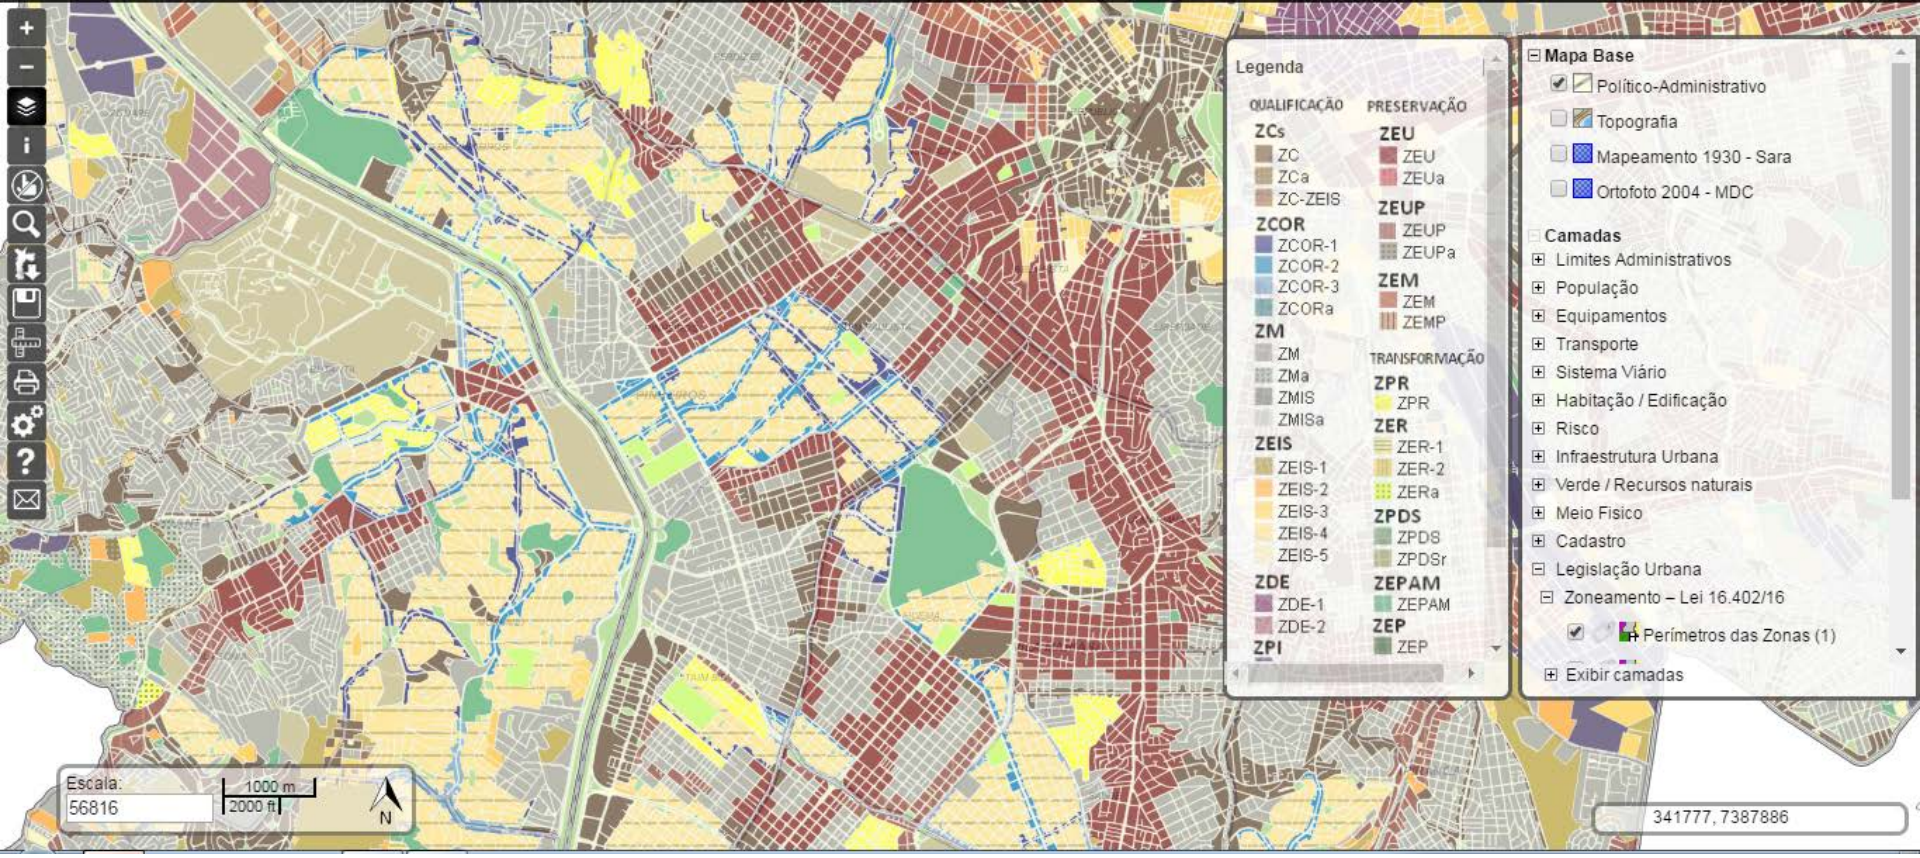 Legenda
QUALIFICAÇÃO
ZCs
ZC
ZCa
ZC-ZEIS
ZCOR
ZCOR-1
ZCOR-2
ZCOR-3
ZCORa
ZM
ZM
ZMa
ZMIS
ZMISa
ZEIS
ZEIS-1
ZEIS-2
ZEIS-3
ZEIS-4
ZEIS-5
ZDE
ZDE-1
ZDE-2
ZPI
PRESERVAÇÃO
ZEU
ZEU
ZEUa
ZEUP
ZEUP
ZEUPa
ZEM
ZEM
ZEMP
TRANSFORMAÇÃO
ZPR
ZPR
ZER
ZER-1
ZER-2
ZERa
ZPDS
ZPDS
ZPDSr
ZEPAM
ZEPAM
ZEP
ZEP
Mapa Base
Político-Administrativo
Topografia
Mapeamento 1930 - Sara
Ortofoto 2004 - MDC
Camadas
Limites Administrativos
População
Equipamentos
Transporte
Sistema Viário
Habitação / Edificação
Risco
Infraestrutura Urbana
Verde / Recursos naturais
Meio Fisico
Cadastro
Legislação Urbana
Zoneamento – Lei 16.402/16
Perímetros das Zonas (1)
Exibir camadas
PINHEIROS
MOEMA
Escala:
56816
1000 m
2000 ft
N
341777, 7387886